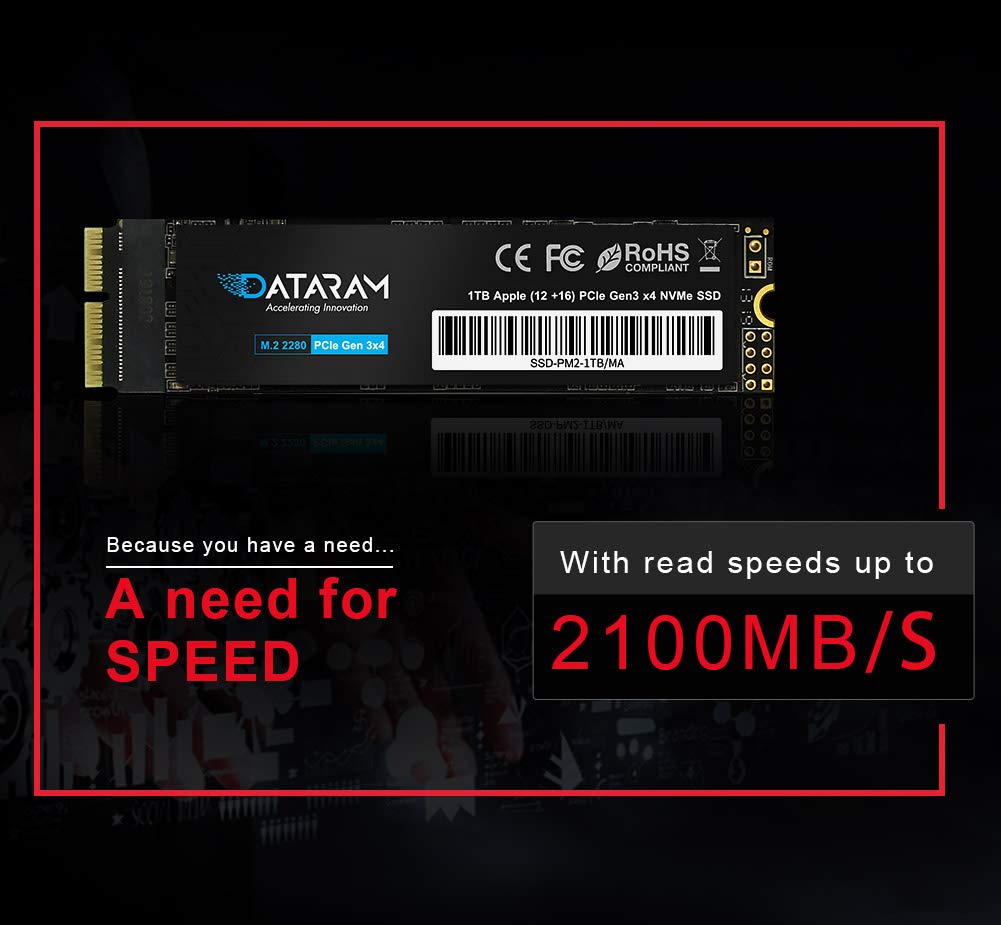 CE FC RoHS
COMPLIANT
DATARAM
Accelerating Innovation
1TB Apple (12 +16) PCIe Gen3 x4 NVMe SSD
M.2 2280 PCIe Gen 3x4
SSD-PM2-1TB/MA
Because you have a need...
A need for
SPEED
With read speeds up to
2100MB/S